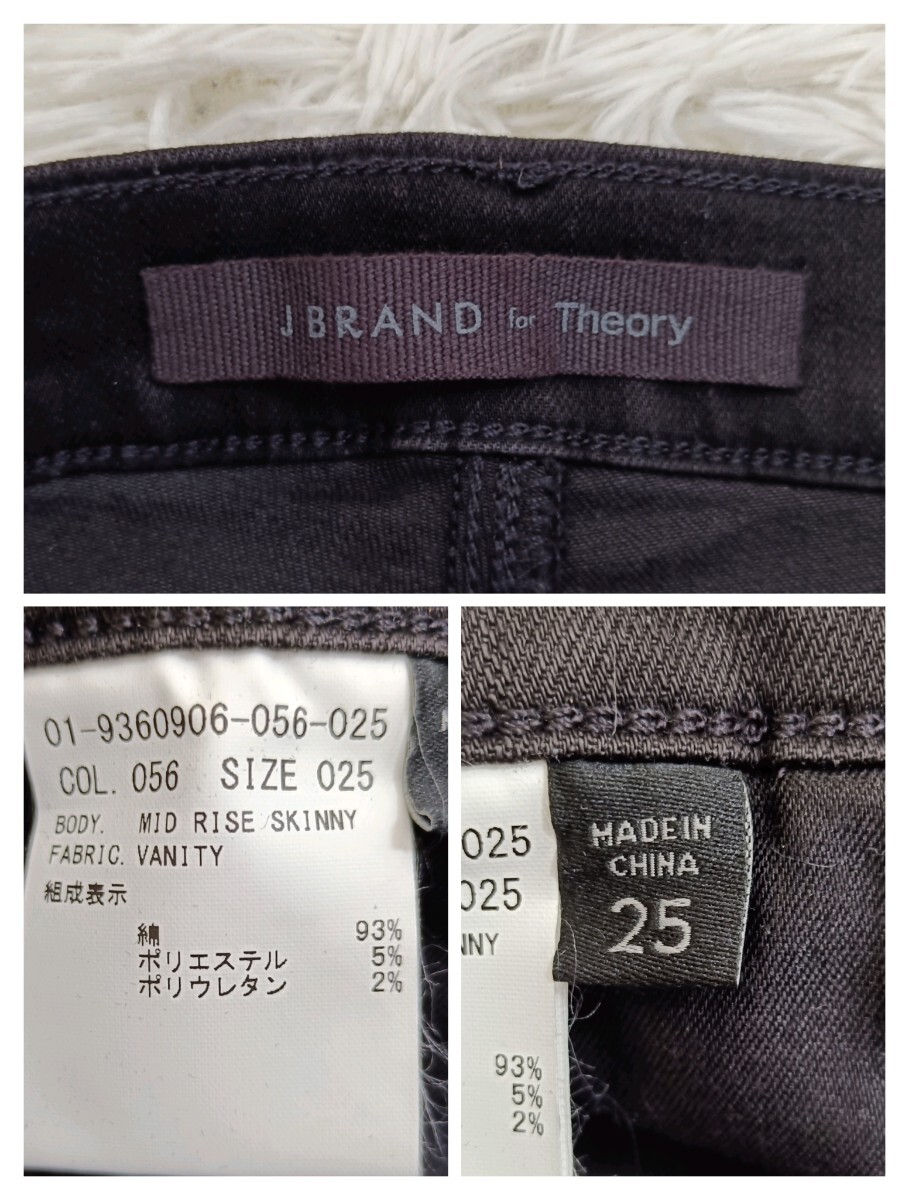 J BRAND for Theory
01-9360906-056-025
COL. 056 SIZE 025
BODY. MID RISE SKINNY
FABRIC. VANITY
組成表示
綿 93%
ポリエステル 5%
ポリウレタン 2%
025
025
NNY
93%
5%
2%
MADE IN
CHINA
25